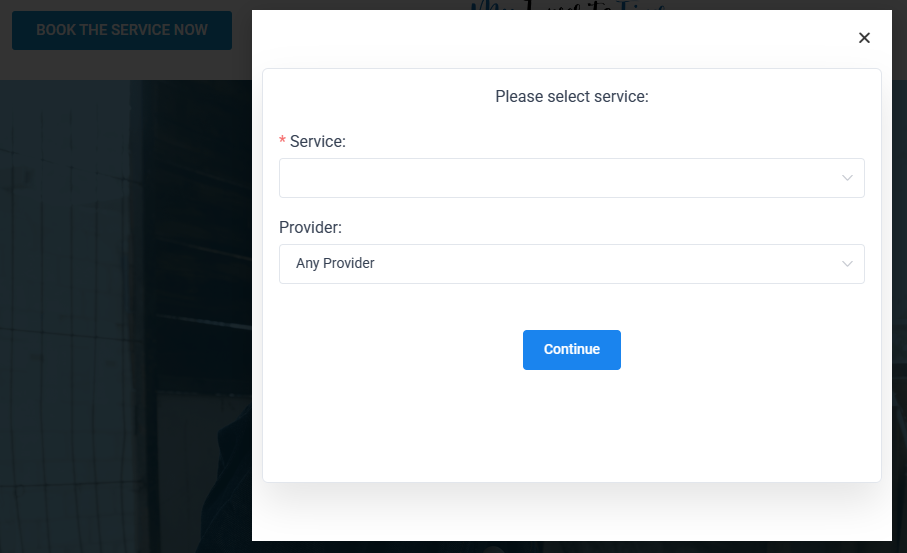 BOOK THE SERVICE NOW
Please select service:
* Service:
Provider:
Any Provider
Continue